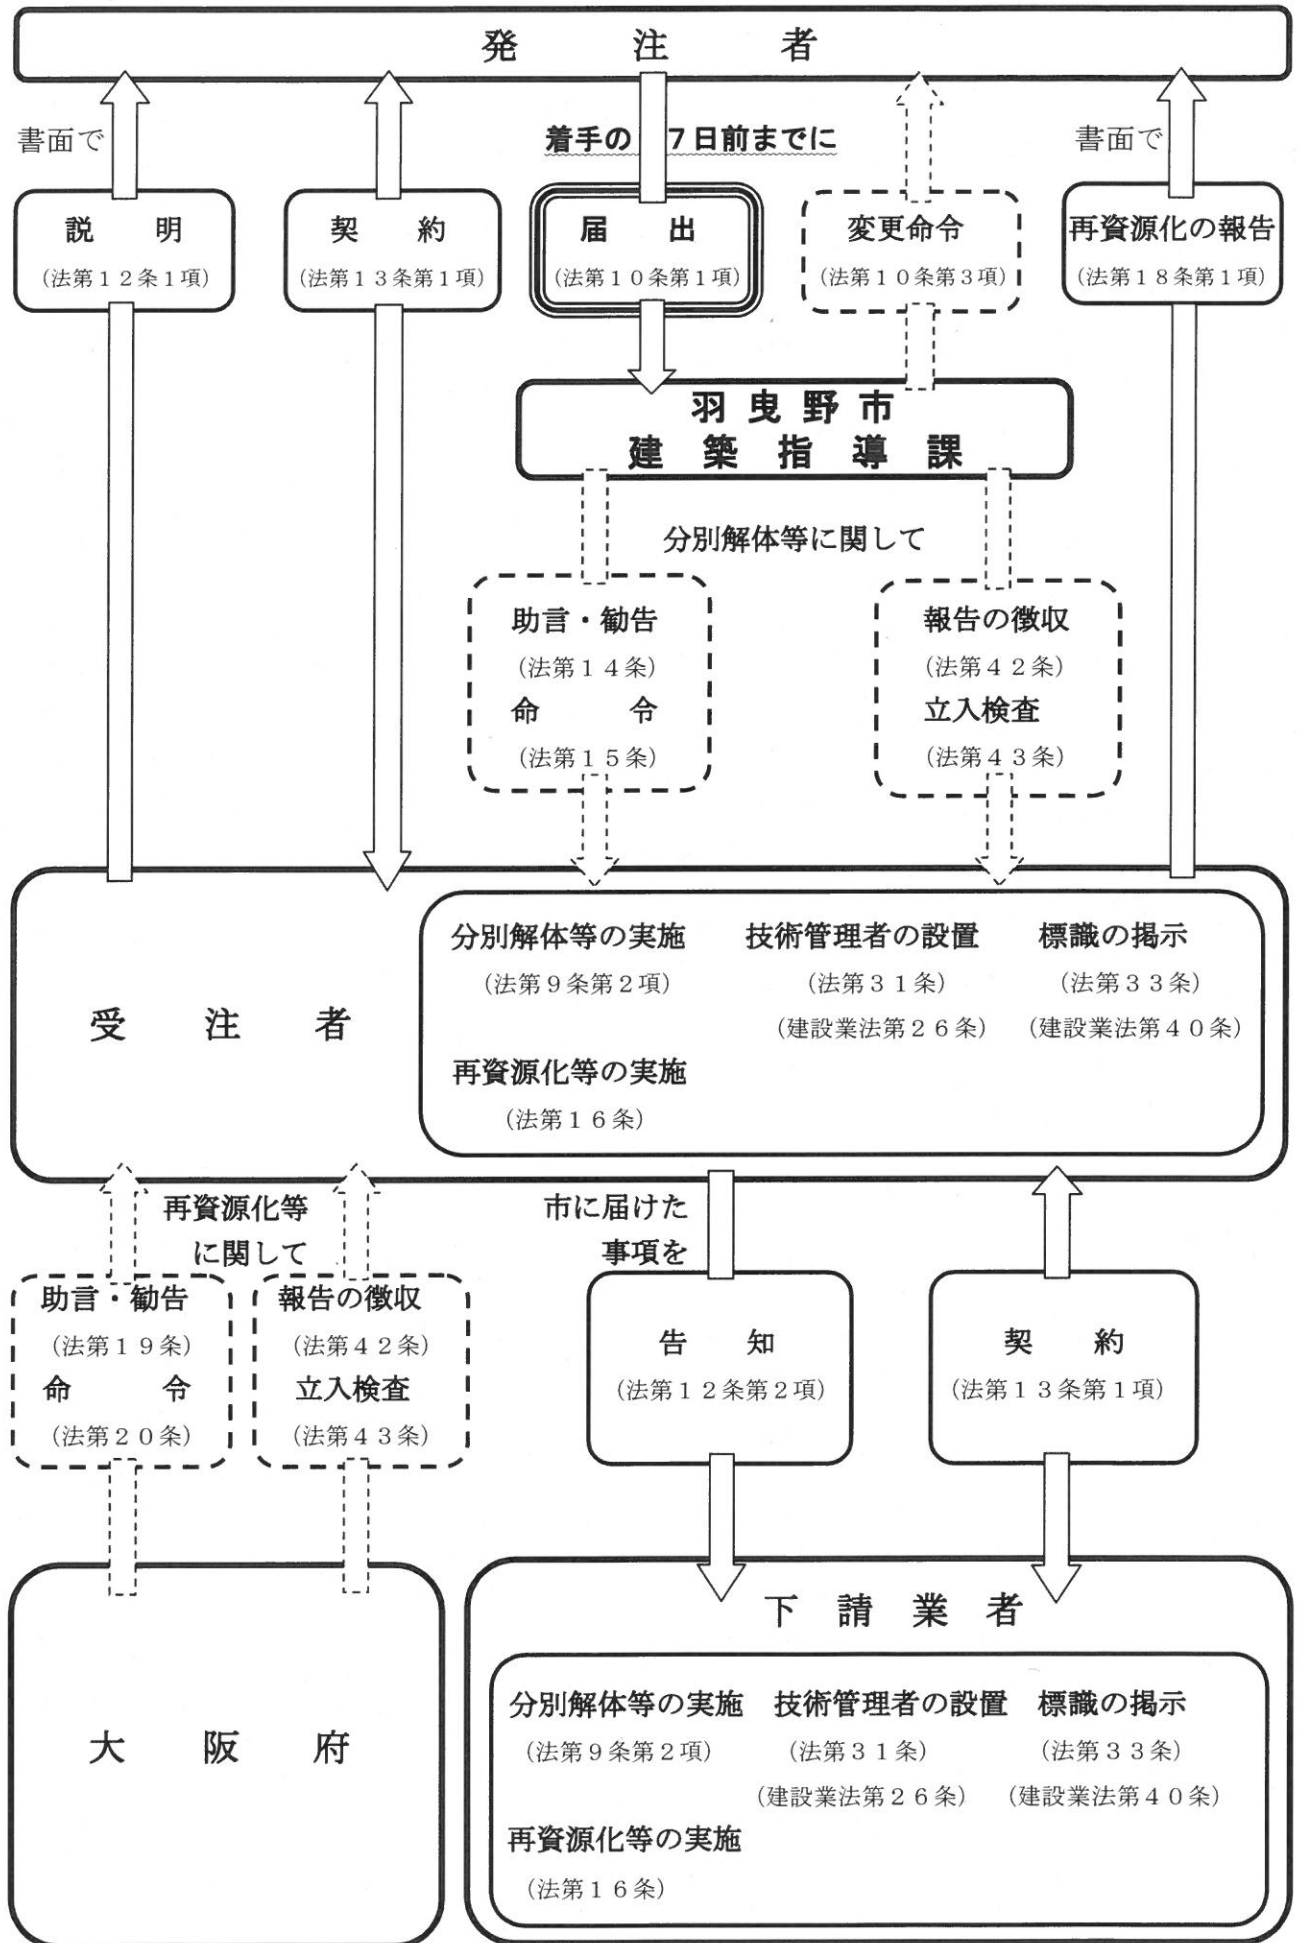 発 注 者
書面で
着手の ７日前までに
書面で
説 明
（法第１２条１項）
契 約
（法第１３条第１項）
届 出
（法第１０条第１項）
変更命令
（法第１０条第３項）
再資源化の報告
（法第１８条第１項）
羽 曳 野 市
建 築 指 導 課
分別解体等に関して
助言・勧告
（法第１４条）
命 令
（法第１５条）
報告の徴収
（法第４２条）
立入検査
（法第４３条）
受 注 者
分別解体等の実施
（法第９条第２項）
技術管理者の設置
（法第３１条）
（建設業法第２６条）
標識の掲示
（法第３３条）
（建設業法第４０条）
再資源化等の実施
（法第１６条）
再資源化等
に関して
市に届けた
事項を
助言・勧告
（法第１９条）
命 令
（法第２０条）
報告の徴収
（法第４２条）
立入検査
（法第４３条）
告 知
（法第１２条第２項）
契 約
（法第１３条第１項）
大 阪 府
下 請 業 者
分別解体等の実施
（法第９条第２項）
技術管理者の設置
（法第３１条）
（建設業法第２６条）
標識の掲示
（法第３３条）
（建設業法第４０条）
再資源化等の実施
（法第１６条）